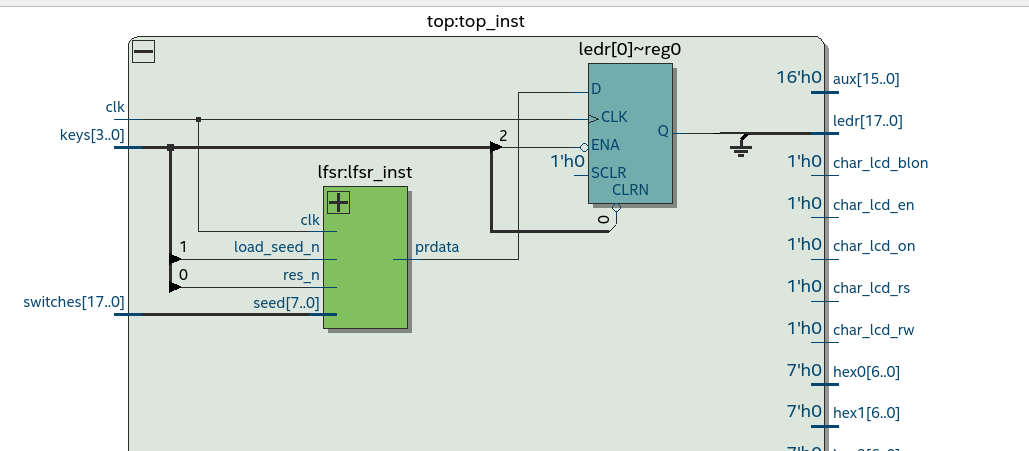 top:top_inst
ledr[0]~reg0
16'h0 aux[15..0]
D
clk
CLK
ledr[17..0]
keys[3..0]
2
Q
ENA
1'h0
1'h0 char_lcd_blon
SCLR
lfsr:lfsr_inst
CLRN
1'h0 char_lcd_en
clk
0
1
load_seed_n
prdata
1'h0 char_lcd_on
0
res_n
1'h0 char_lcd_rs
switches[17..0]
seed[7..0]
1'h0 char_lcd_rw
7'h0 hex0[6..0]
7'h0 hex1[6..0]